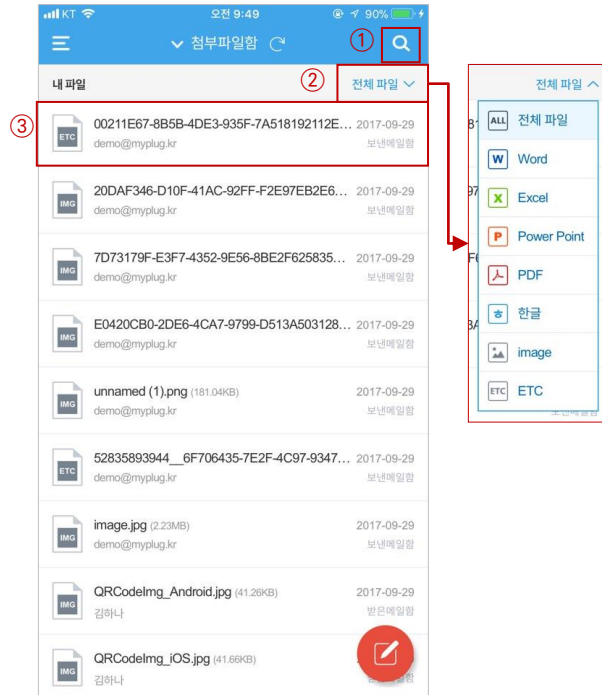 KT 오전 9:49 90%
첨부파일함 ①
내 파일 ② 전체 파일
③
ETC 00211E67-8B5B-4DE3-935F-7A518192112E... 2017-09-29
demo@myplug.kr 보낸메일함
IMG 20DAF346-D10F-41AC-92FF-F2E97EB2E6... 2017-09-29
demo@myplug.kr 보낸메일함
IMG 7D73179F-E3F7-4352-9E56-8BE2F625835... 2017-09-29
demo@myplug.kr 보낸메일함
IMG E0420CB0-2DE6-4CA7-9799-D513A503128... 2017-09-29
demo@myplug.kr 보낸메일함
IMG unnamed (1).png (181.04KB) 2017-09-29
demo@myplug.kr 보낸메일함
ETC 52835893944__6F706435-7E2F-4C97-9347... 2017-09-29
demo@myplug.kr 보낸메일함
IMG image.jpg (2.23MB) 2017-09-29
demo@myplug.kr 보낸메일함
IMG QRCodeImg_Android.jpg (41.26KB) 2017-09-29
김하나 받은메일함
IMG QRCodeImg_iOS.jpg (41.66KB)
김하나
전체 파일
ALL 전체 파일
W Word
X Excel
P Power Point
PDF
ㅎ 한글
image
ETC ETC